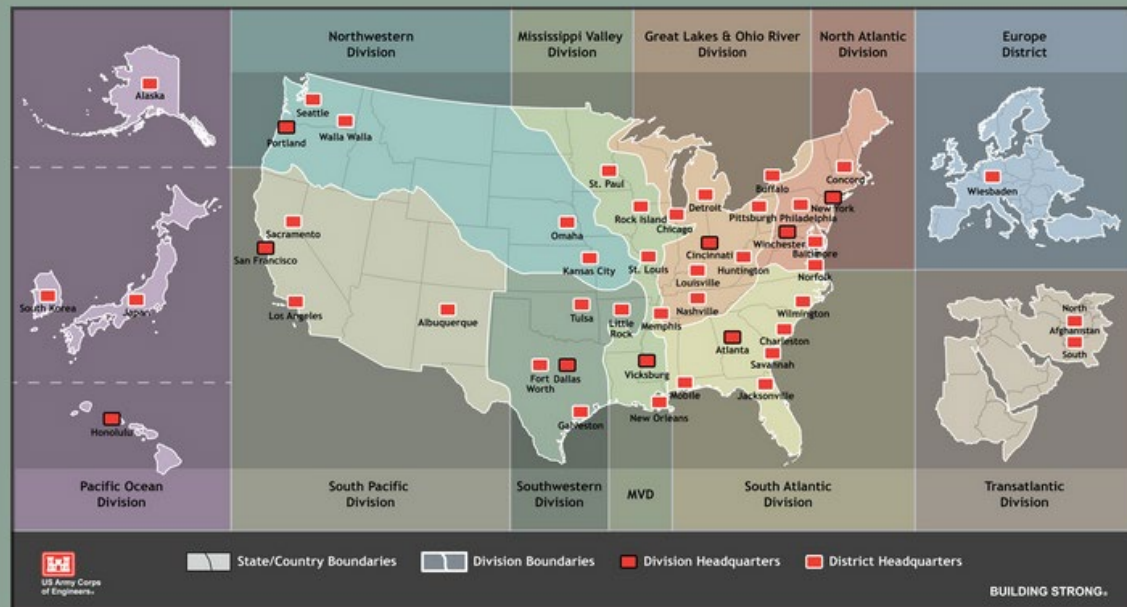 Northwestern
Division
Mississippi Valley
Division
Great Lakes & Ohio River
Division
North Atlantic Division
Europe
District
Alaska
Seattle
Walla Walla
Portland
St. Paul
Buffalo
Concord
Wiesbaden
Detroit
Rock Island
Chicago
Pittsburgh
Philadelphia
New York
Sacramento
Omaha
Winchester
Baltimore
San Francisco
Kansas City
St. Louis
Cincinnati
Huntington
Norfolk
Louisville
South Korea
Japan
Los Angeles
Albuquerque
Tulsa
Little
Rock
Memphis
Nashville
Wilmington
North
Afghanistan
South
Charleston
Atlanta
Savannah
Fort
Worth
Dallas
Vicksburg
Mobile
Jacksonville
Honolulu
Galveston
New Orleans
Pacific Ocean
Division
South Pacific
Division
Southwestern
Division
MVD
South Atlantic
Division
Transatlantic
Division
US Army Corps
of Engineers®
State/Country Boundaries
Division Boundaries
Division Headquarters
District Headquarters
BUILDING STRONG®